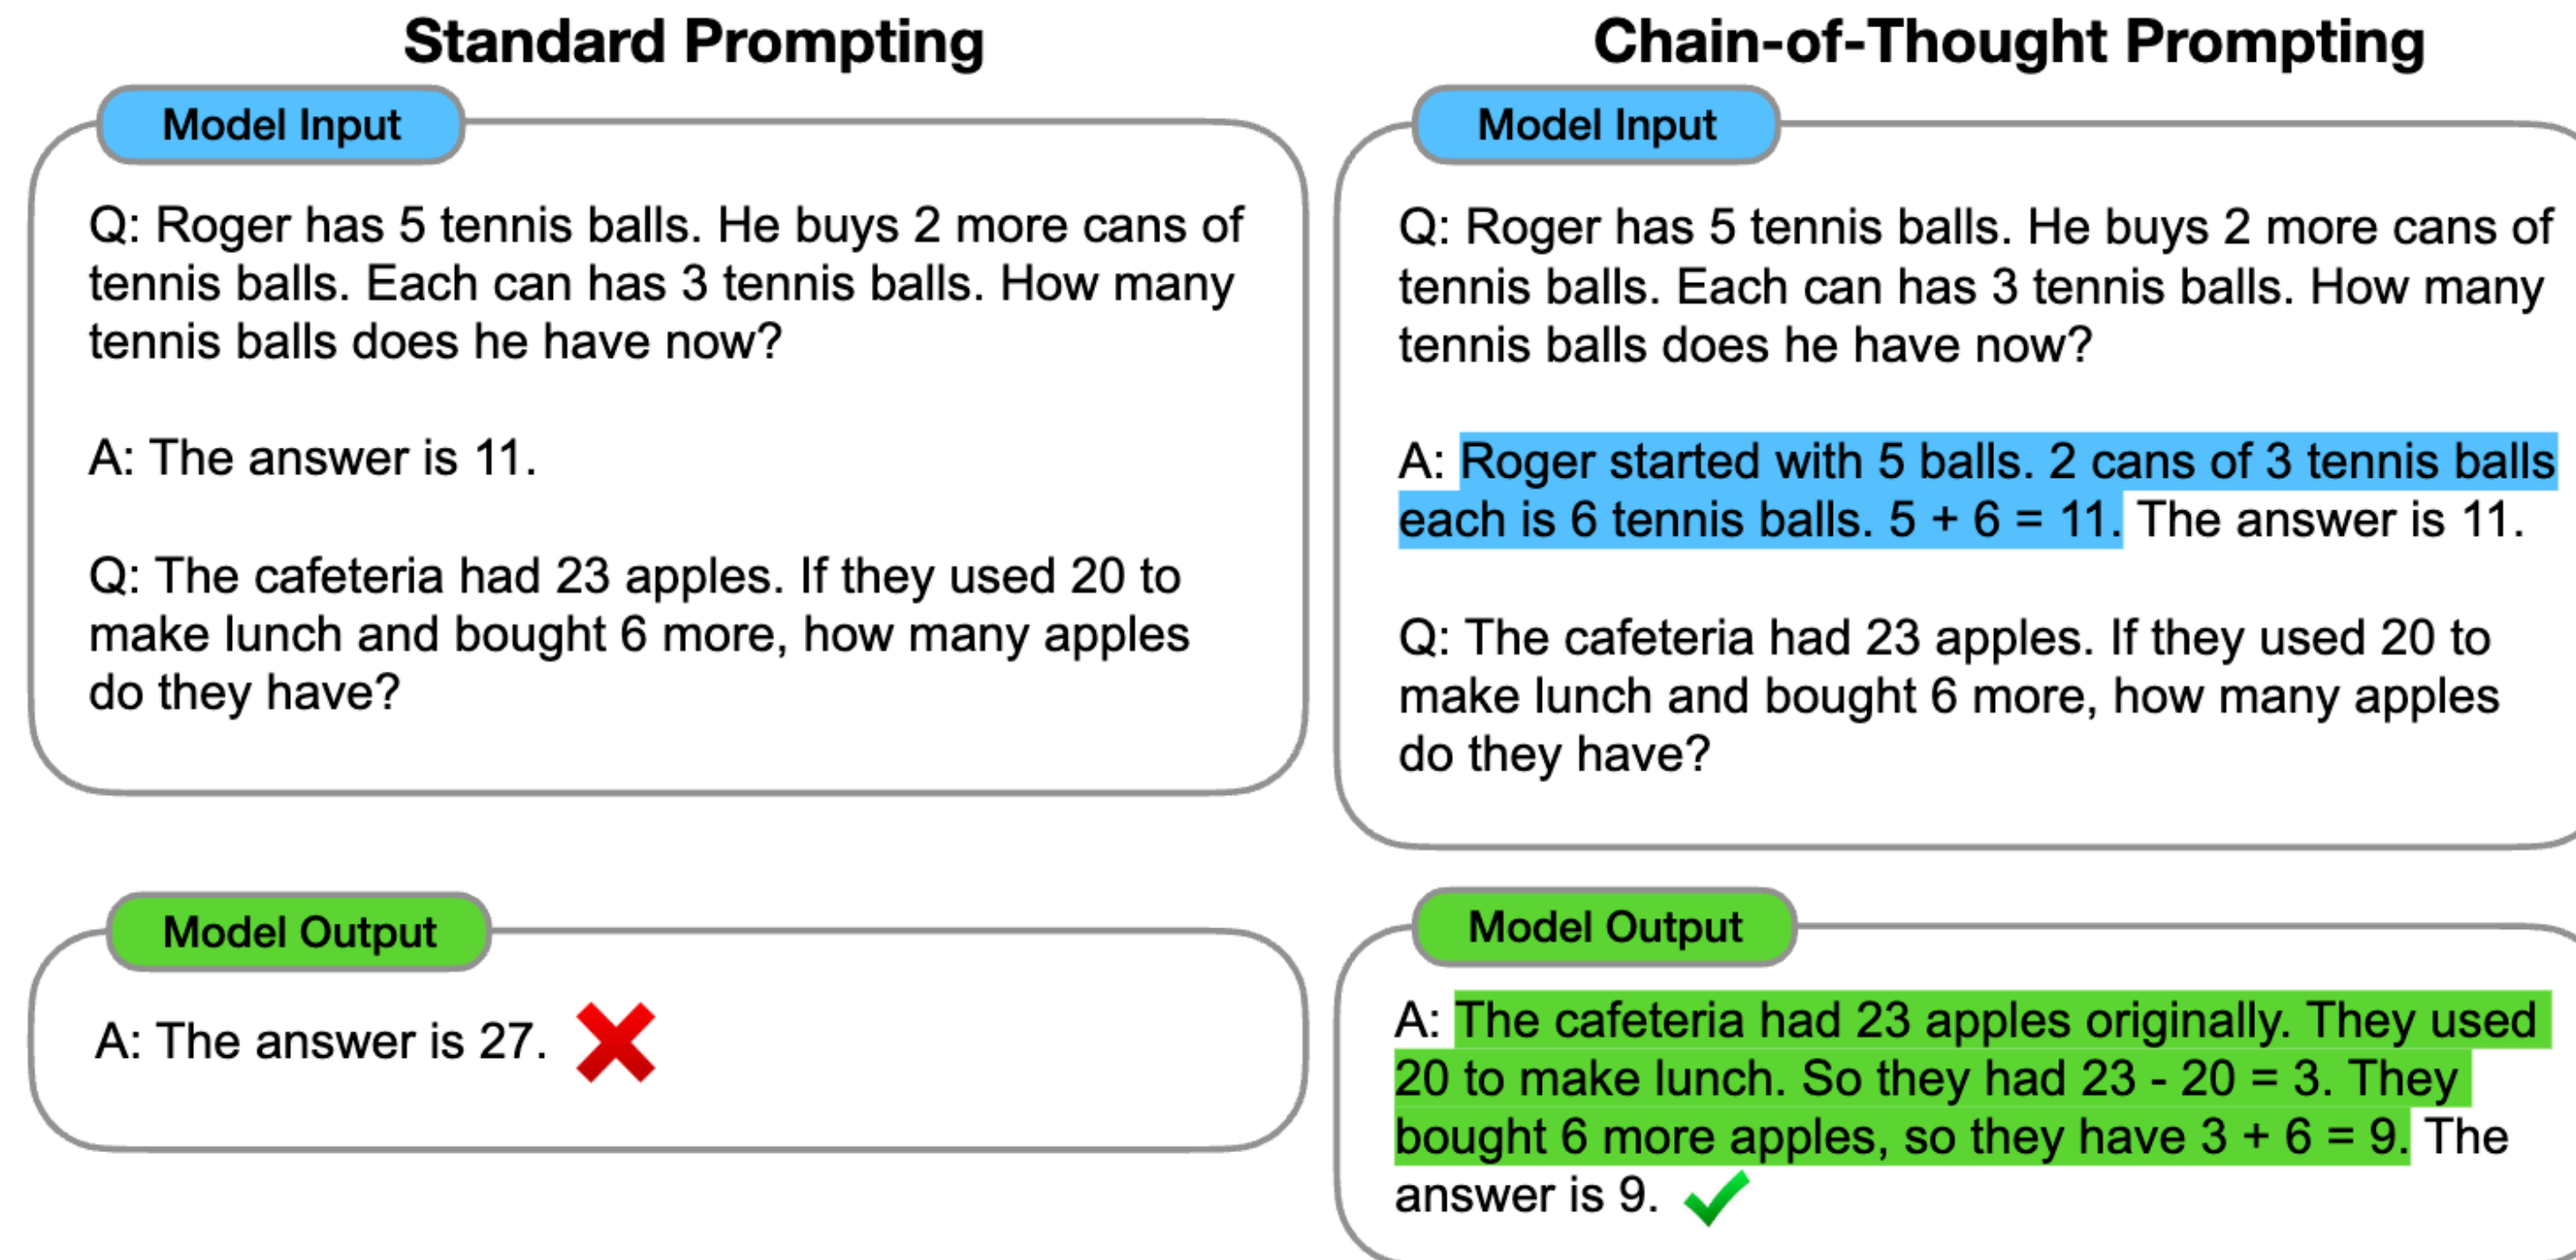 Standard Prompting
Model Input
Q: Roger has 5 tennis balls. He buys 2 more cans of
tennis balls. Each can has 3 tennis balls. How many
tennis balls does he have now?
A: The answer is 11.
Q: The cafeteria had 23 apples. If they used 20 to
make lunch and bought 6 more, how many apples
do they have?
Model Output
A: The answer is 27.
Chain-of-Thought Prompting
Model Input
Q: Roger has 5 tennis balls. He buys 2 more cans of
tennis balls. Each can has 3 tennis balls. How many
tennis balls does he have now?
A: Roger started with 5 balls. 2 cans of 3 tennis balls
each is 6 tennis balls. 5 + 6 = 11. The answer is 11.
Q: The cafeteria had 23 apples. If they used 20 to
make lunch and bought 6 more, how many apples
do they have?
Model Output
A: The cafeteria had 23 apples originally. They used
20 to make lunch. So they had 23 - 20 = 3. They
bought 6 more apples, so they have 3 + 6 = 9. The
answer is 9.